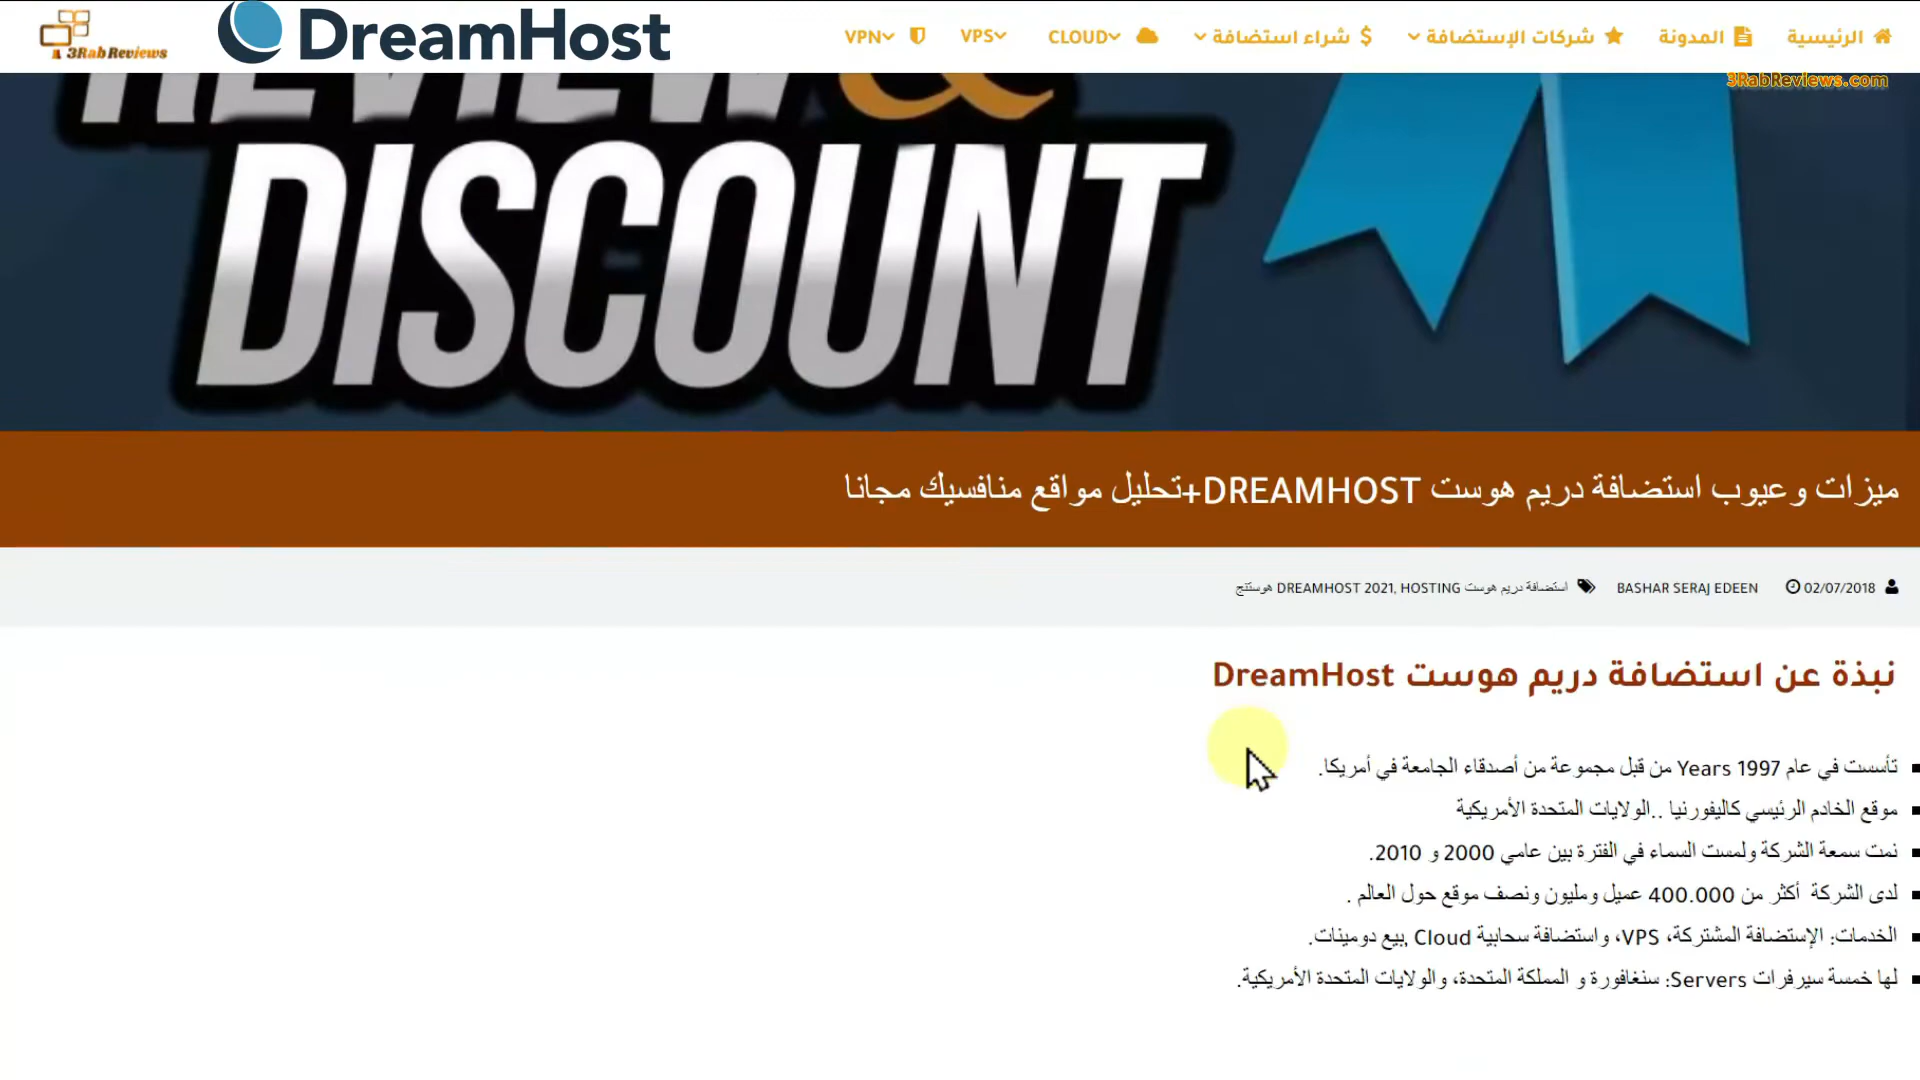 3RabReviews
DreamHost
الرئيسية
المدونة
شركات الإستضافة
شراء استضافة
CLOUD
VPS
VPN
3RabReviews.com
REVIEW &
DISCOUNT
ميزات وعيوب استضافة دريم هوست DREAMHOST+تحليل مواقع منافسيك مجانا
02/07/2018 BASHAR SERAJ EDEEN استضافة دريم هوست DREAMHOST 2021, HOSTING هوستنج
نبذة عن استضافة دريم هوست DreamHost
تأسست في عام 1997 Years من قبل مجموعة من أصدقاء الجامعة في أمريكا.
موقع الخادم الرئيسي كاليفورنيا ..الولايات المتحدة الأمريكية
نمت سمعة الشركة ولمست السماء في الفترة بين عامي 2000 و 2010.
لدى الشركة أكثر من 400.000 عميل ومليون ونصف موقع حول العالم .
الخدمات: الإستضافة المشتركة، VPS، واستضافة سحابية Cloud ,بيع دومينات.
لها خمسة سيرفرات Servers: سنغافورة و المملكة المتحدة، والولايات المتحدة الأمريكية.